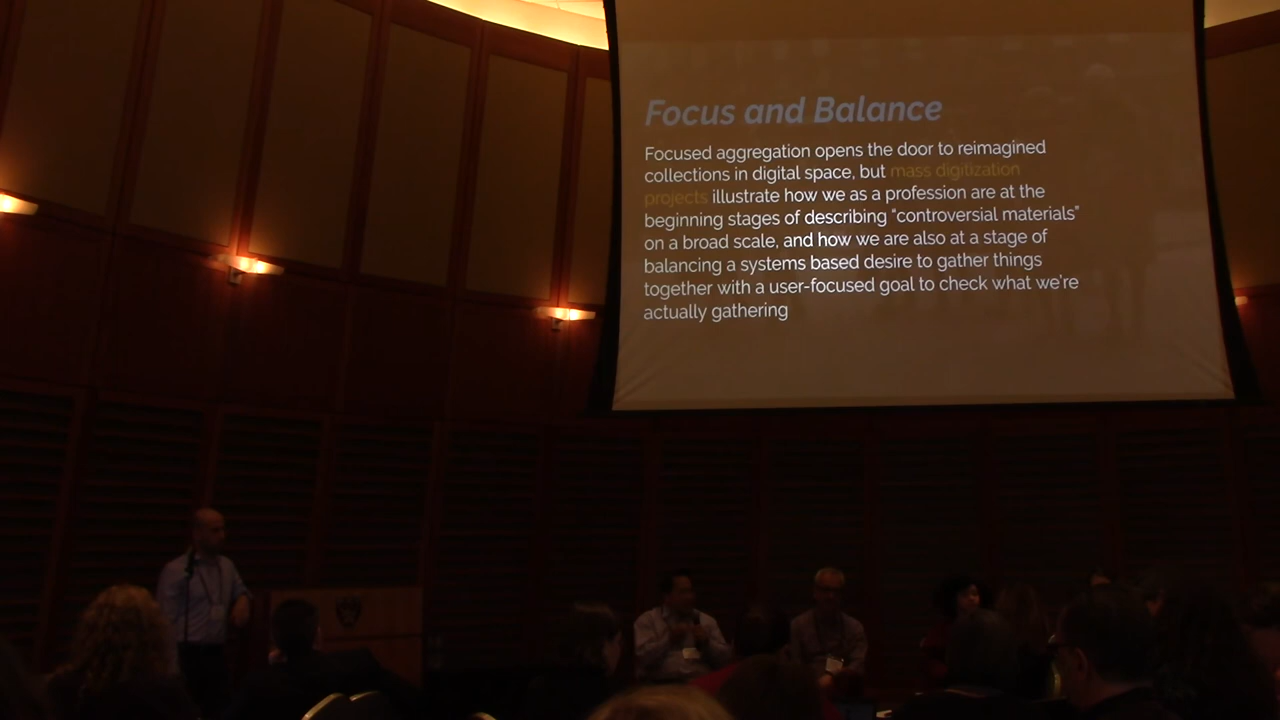 Focus and Balance
Focused aggregation opens the door to reimagined
collections in digital space, but mass digitization
projects illustrate how we as a profession are at the
beginning stages of describing “controversial materials”
on a broad scale, and how we are also at a stage of
balancing a systems based desire to gather things
together with a user-focused goal to check what we're
actually gathering